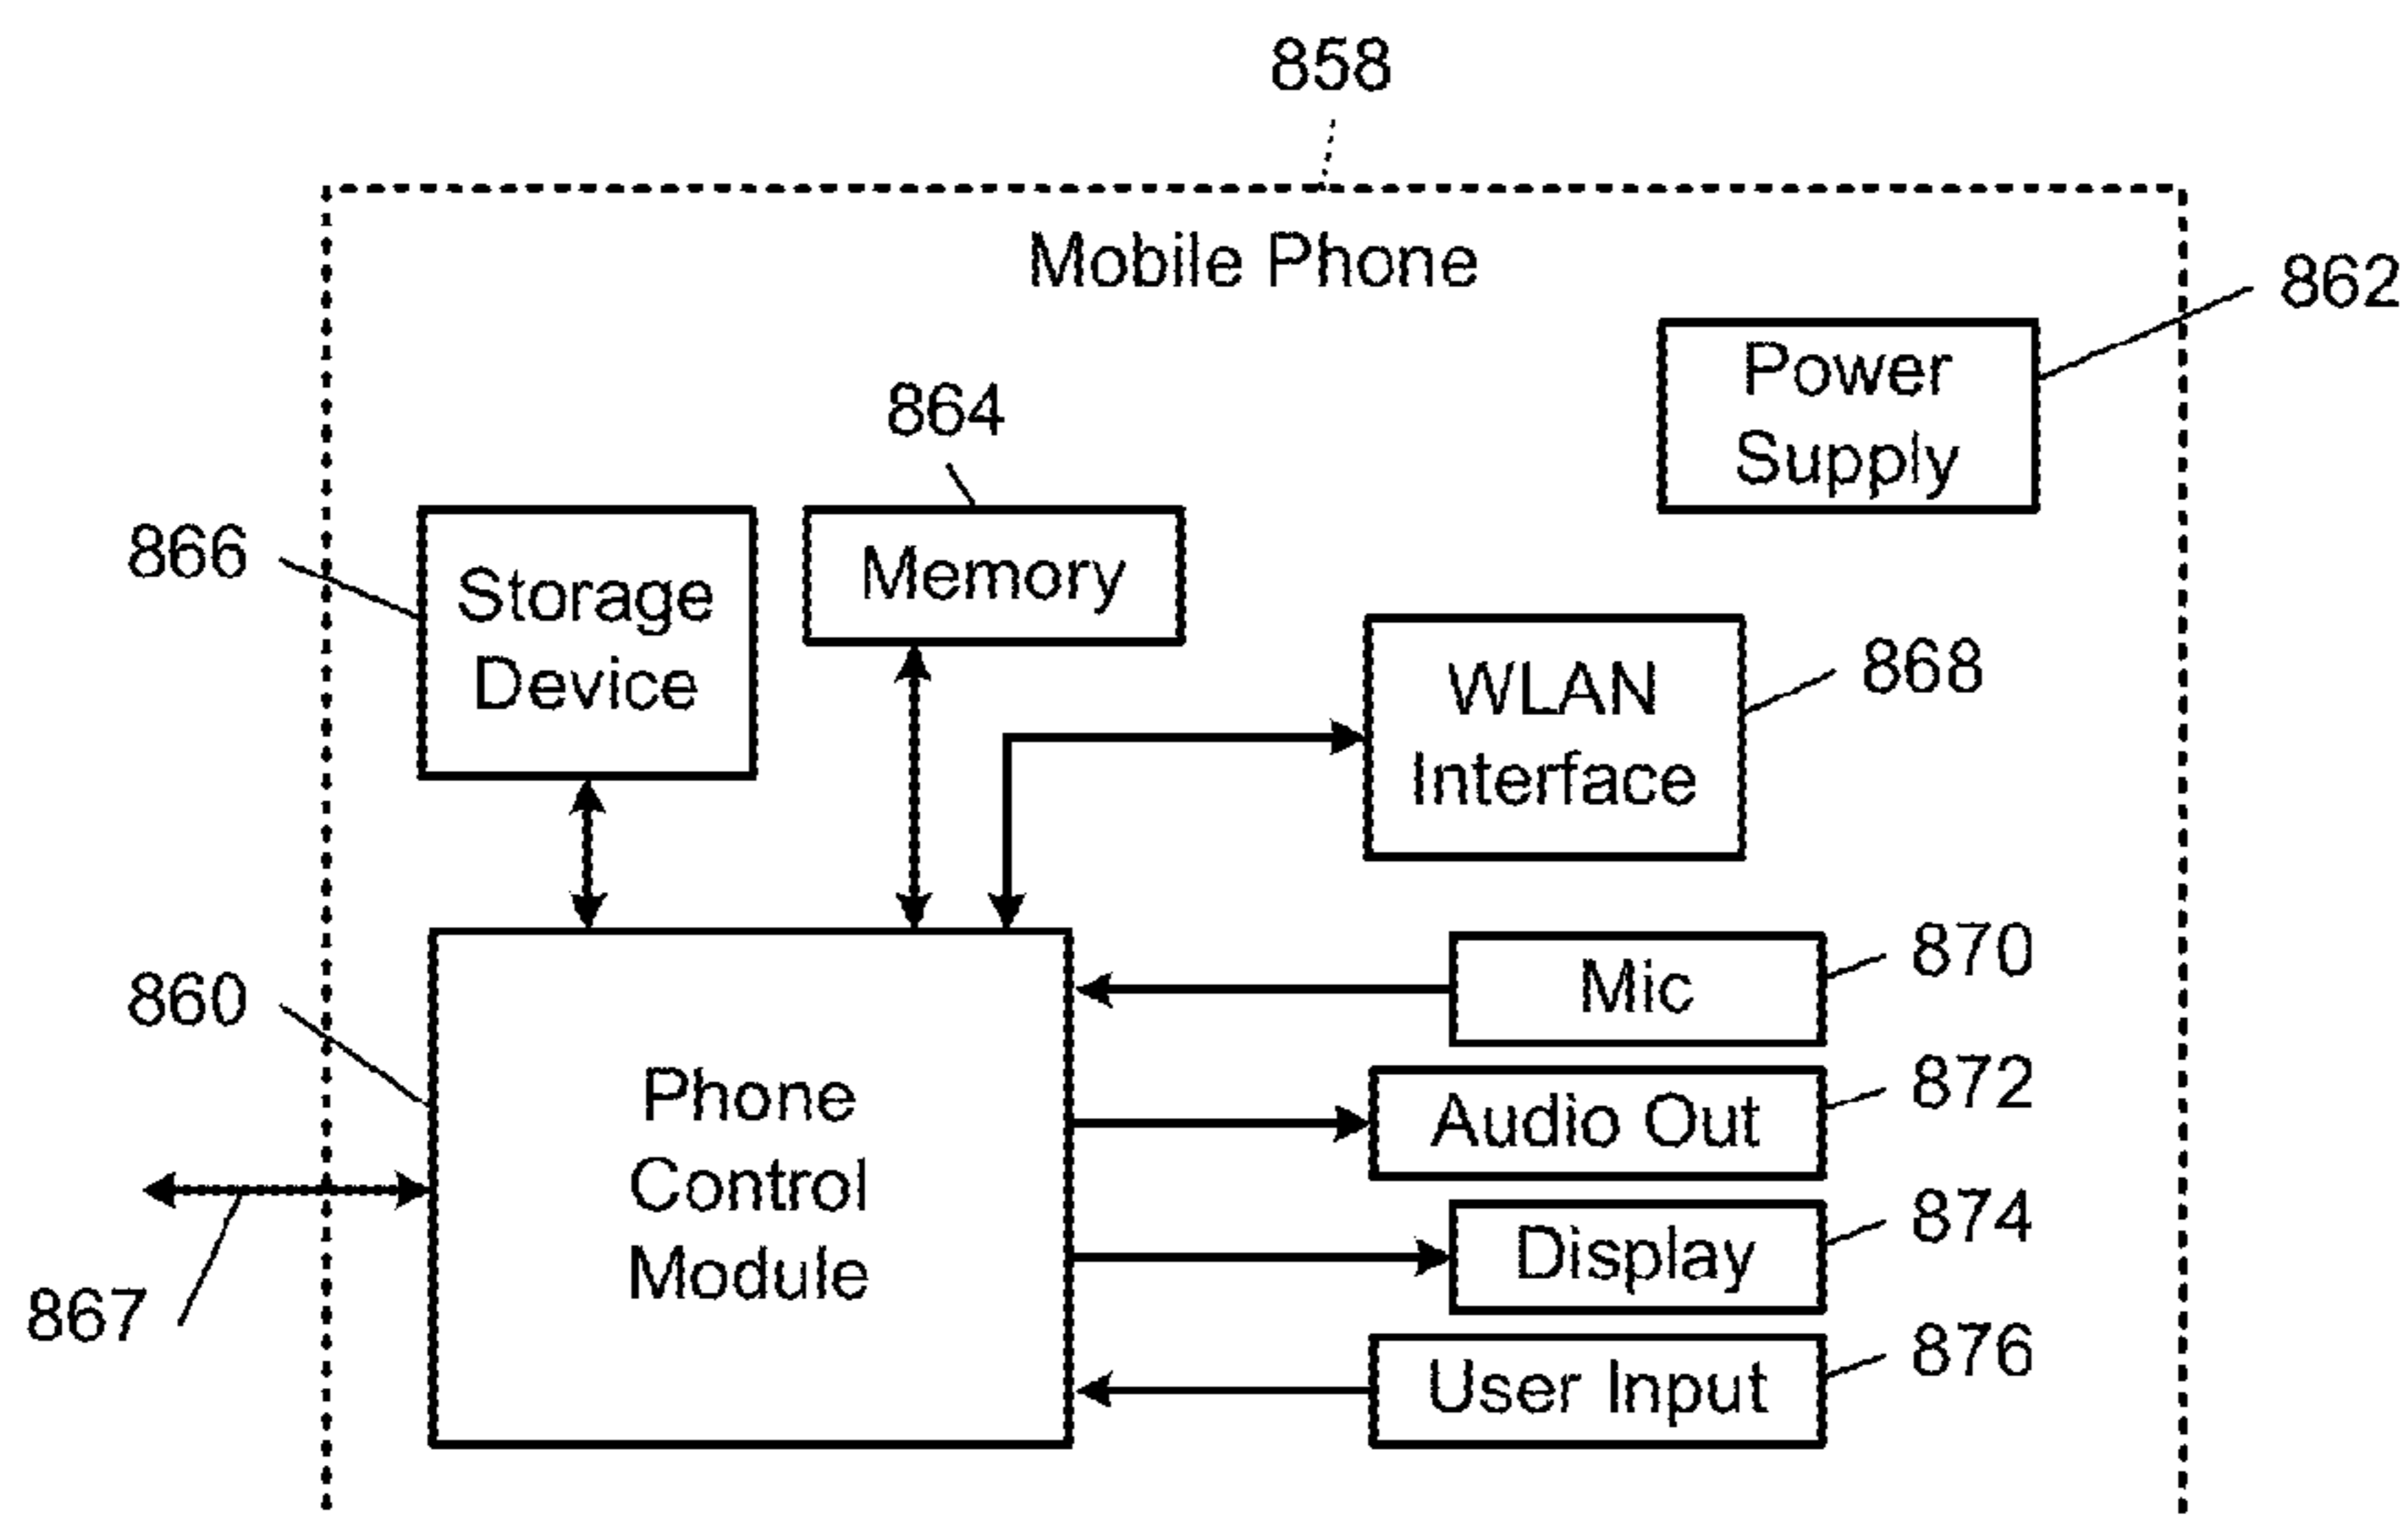 858
Mobile Phone
862
Power
Supply
864
866
Storage
Device
Memory
WLAN
Interface
868
860
Phone
Control
Module
867
Mic
870
Audio Out
872
Display
874
User Input
876